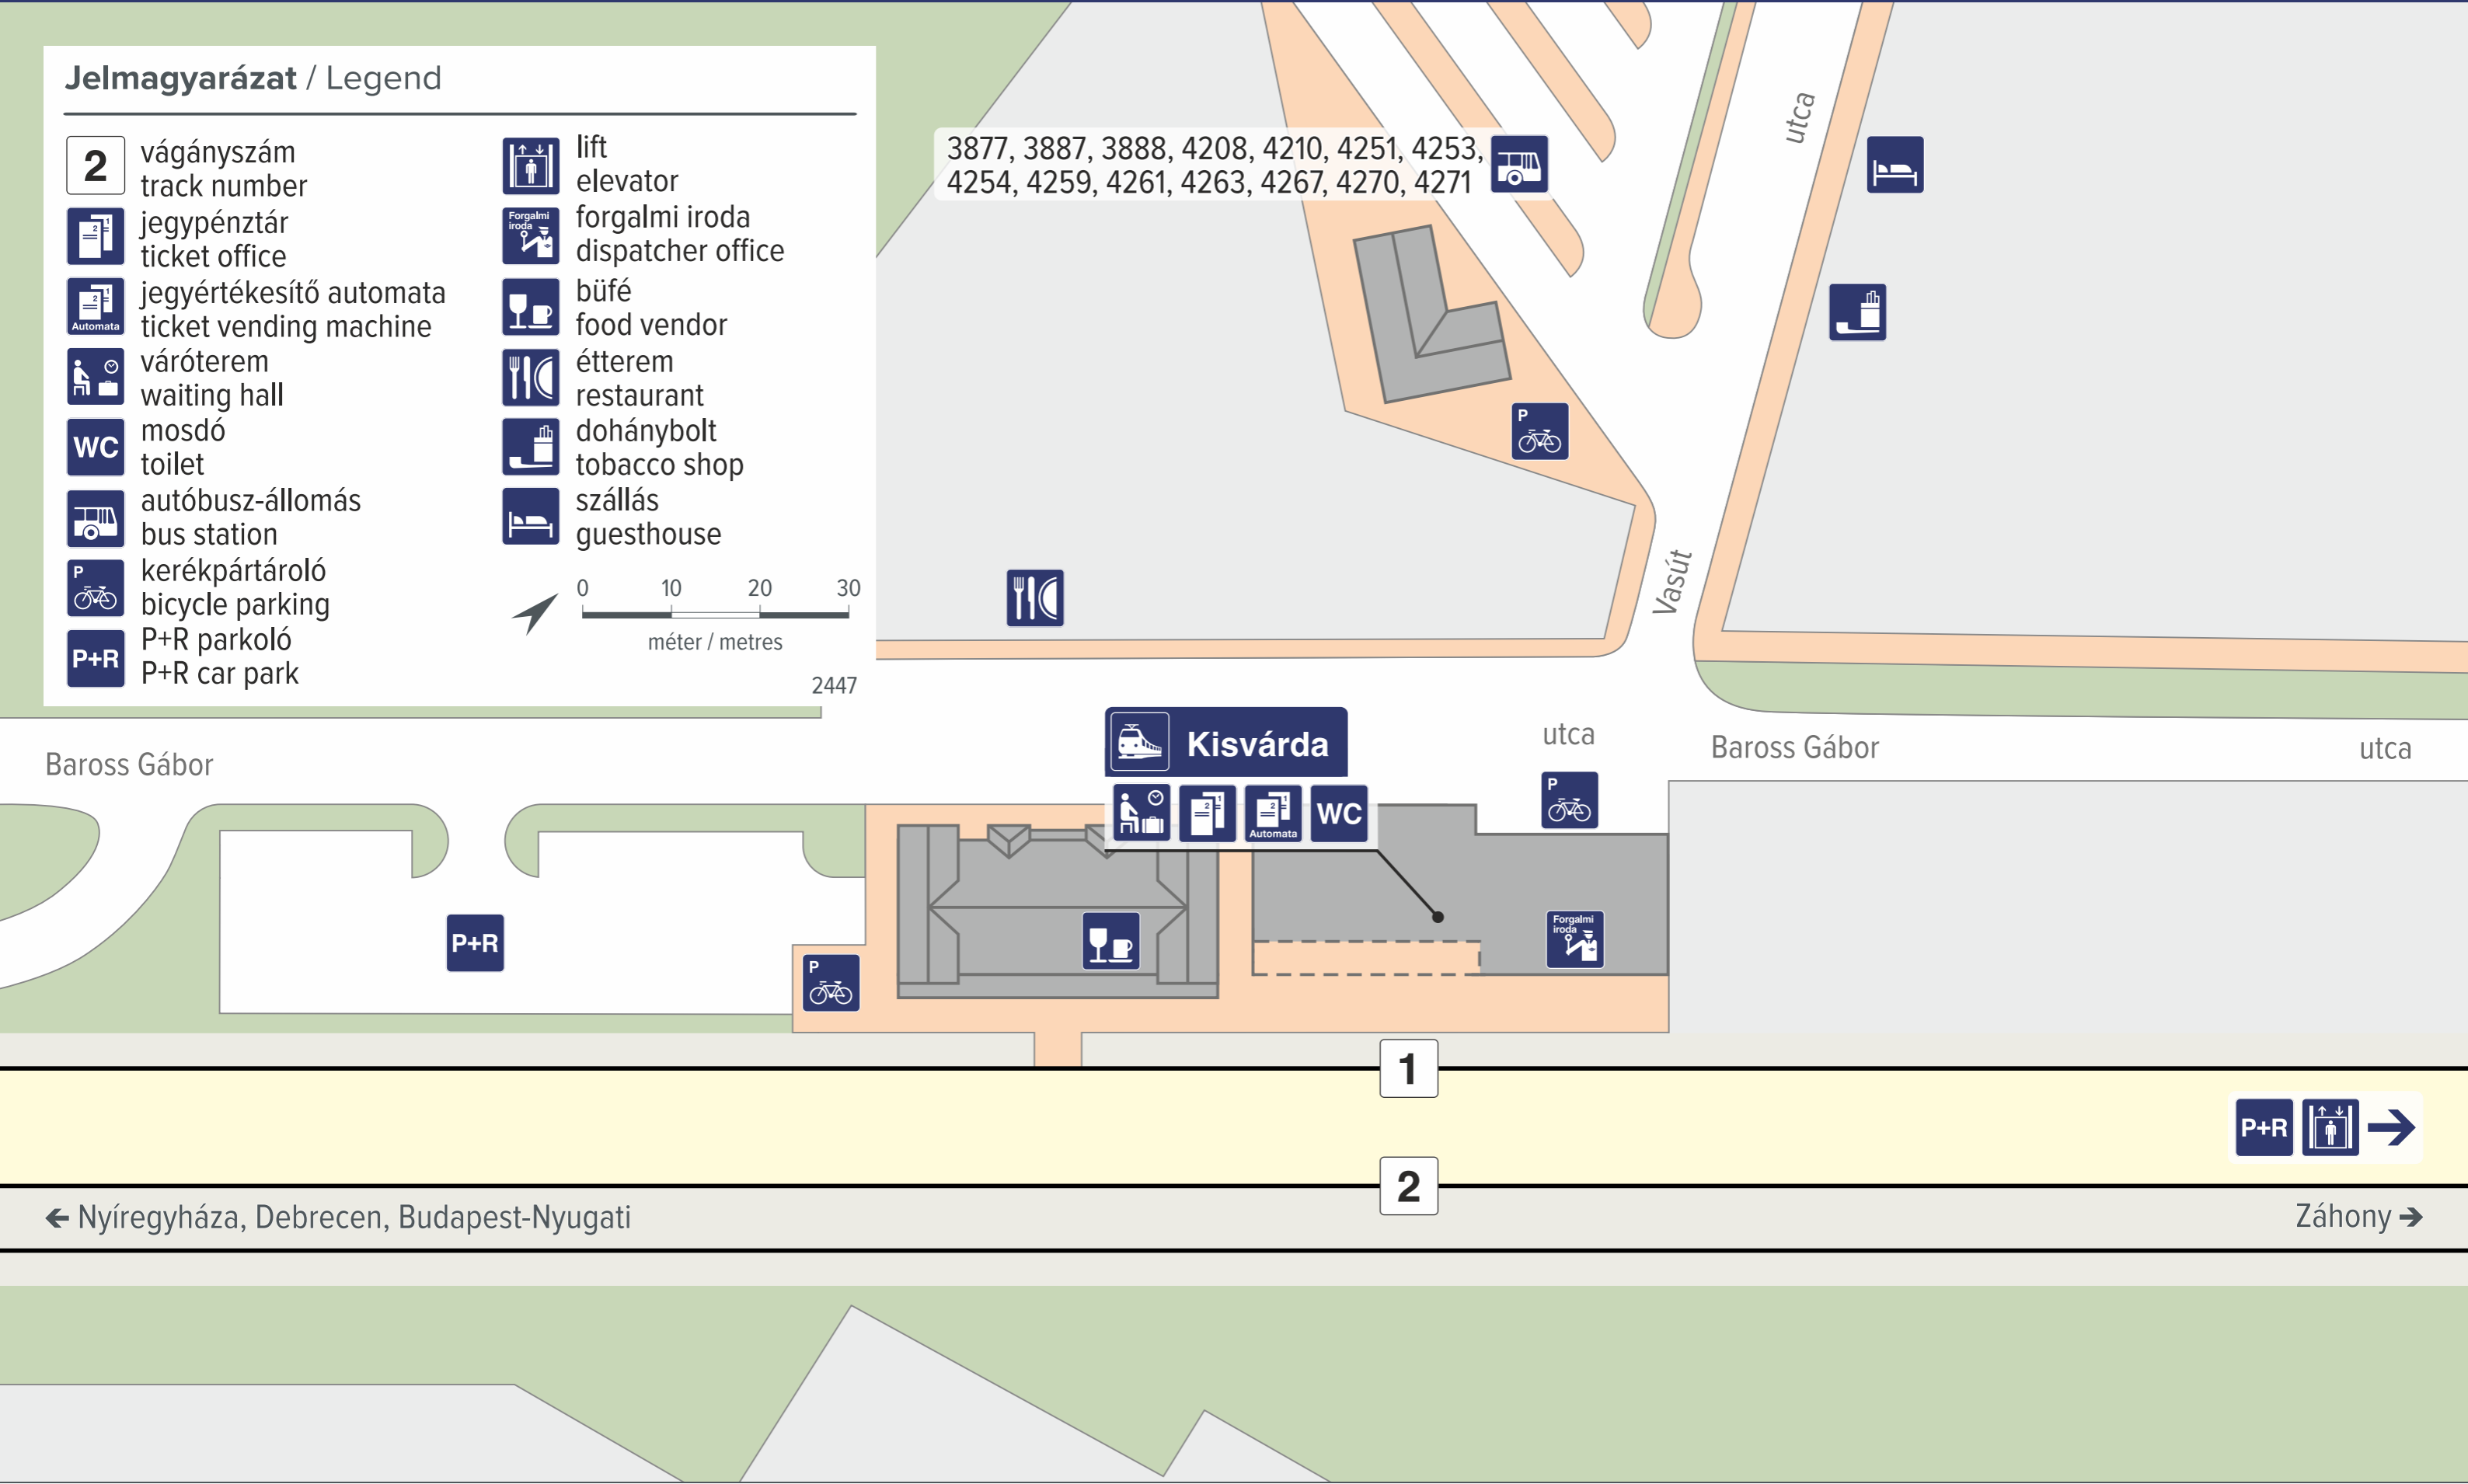 Jelmagyarázat / Legend
2
vágányszám
track number
jegypénztár
ticket office
Automata
jegyértékesítő automata
ticket vending machine
váróterem
waiting hall
WC
mosdó
toilet
autóbusz-állomás
bus station
P
kerékpártároló
bicycle parking
P+R
P+R parkoló
P+R car park
lift
elevator
Forgalmi
iroda
forgalmi iroda
dispatcher office
büfé
food vendor
étterem
restaurant
dohánybolt
tobacco shop
szállás
guesthouse
0 10 20 30
méter / metres
2447
3877, 3887, 3888, 4208, 4210, 4251, 4253,
4254, 4259, 4261, 4263, 4267, 4270, 4271
utca
P
Vasút
Kisvárda
utca
Baross Gábor
utca
Baross Gábor
P
2 1
2 1
Automata
WC
P+R
P
Forgalmi
iroda
1
P+R
2
Nyíregyháza, Debrecen, Budapest-Nyugati
Záhony